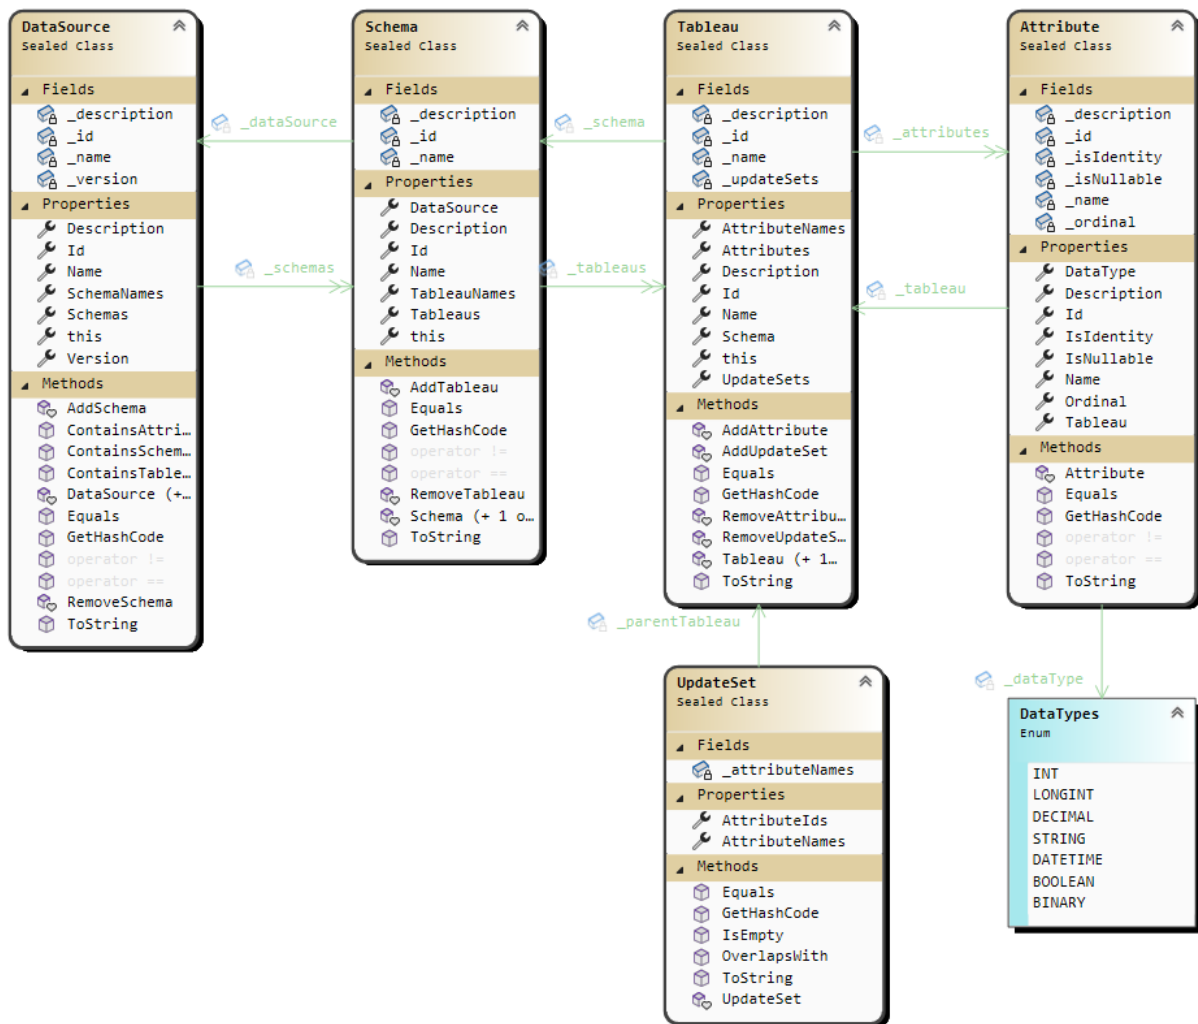 DataSource
Sealed Class
Fields
_description
_id
_name
_version
Properties
Description
Id
Name
SchemaNames
Schemas
this
Version
Methods
AddSchema
ContainsAttri...
ContainsSchem...
ContainsTable...
DataSource (+...
Equals
GetHashCode
operator !=
operator ==
RemoveSchema
ToString
_dataSource
_schemas
Schema
Sealed Class
Fields
_description
_id
_name
Properties
DataSource
Description
Id
Name
TableauNames
Tableaus
this
Methods
AddTableau
Equals
GetHashCode
operator !=
operator ==
RemoveTableau
Schema (+ 1 o...
ToString
_schema
_tableaus
Tableau
Sealed Class
Fields
_description
_id
_name
_updateSets
Properties
AttributeNames
Attributes
Description
Id
Name
Schema
this
UpdateSets
Methods
AddAttribute
AddUpdateSet
Equals
GetHashCode
RemoveAttribu...
RemoveUpdateS...
Tableau (+ 1...
ToString
_attributes
_tableau
Attribute
Sealed Class
Fields
_description
_id
_isIdentity
_isNullable
_name
_ordinal
Properties
DataType
Description
Id
IsIdentity
IsNullable
Name
Ordinal
Tableau
Methods
Attribute
Equals
GetHashCode
operator !=
operator ==
ToString
_parentTableau
UpdateSet
Sealed Class
Fields
_attributeNames
Properties
AttributeIds
AttributeNames
Methods
Equals
GetHashCode
IsEmpty
OverlapsWith
ToString
UpdateSet
_dataType
DataTypes
Enum
INT
LONGINT
DECIMAL
STRING
DATETIME
BOOLEAN
BINARY